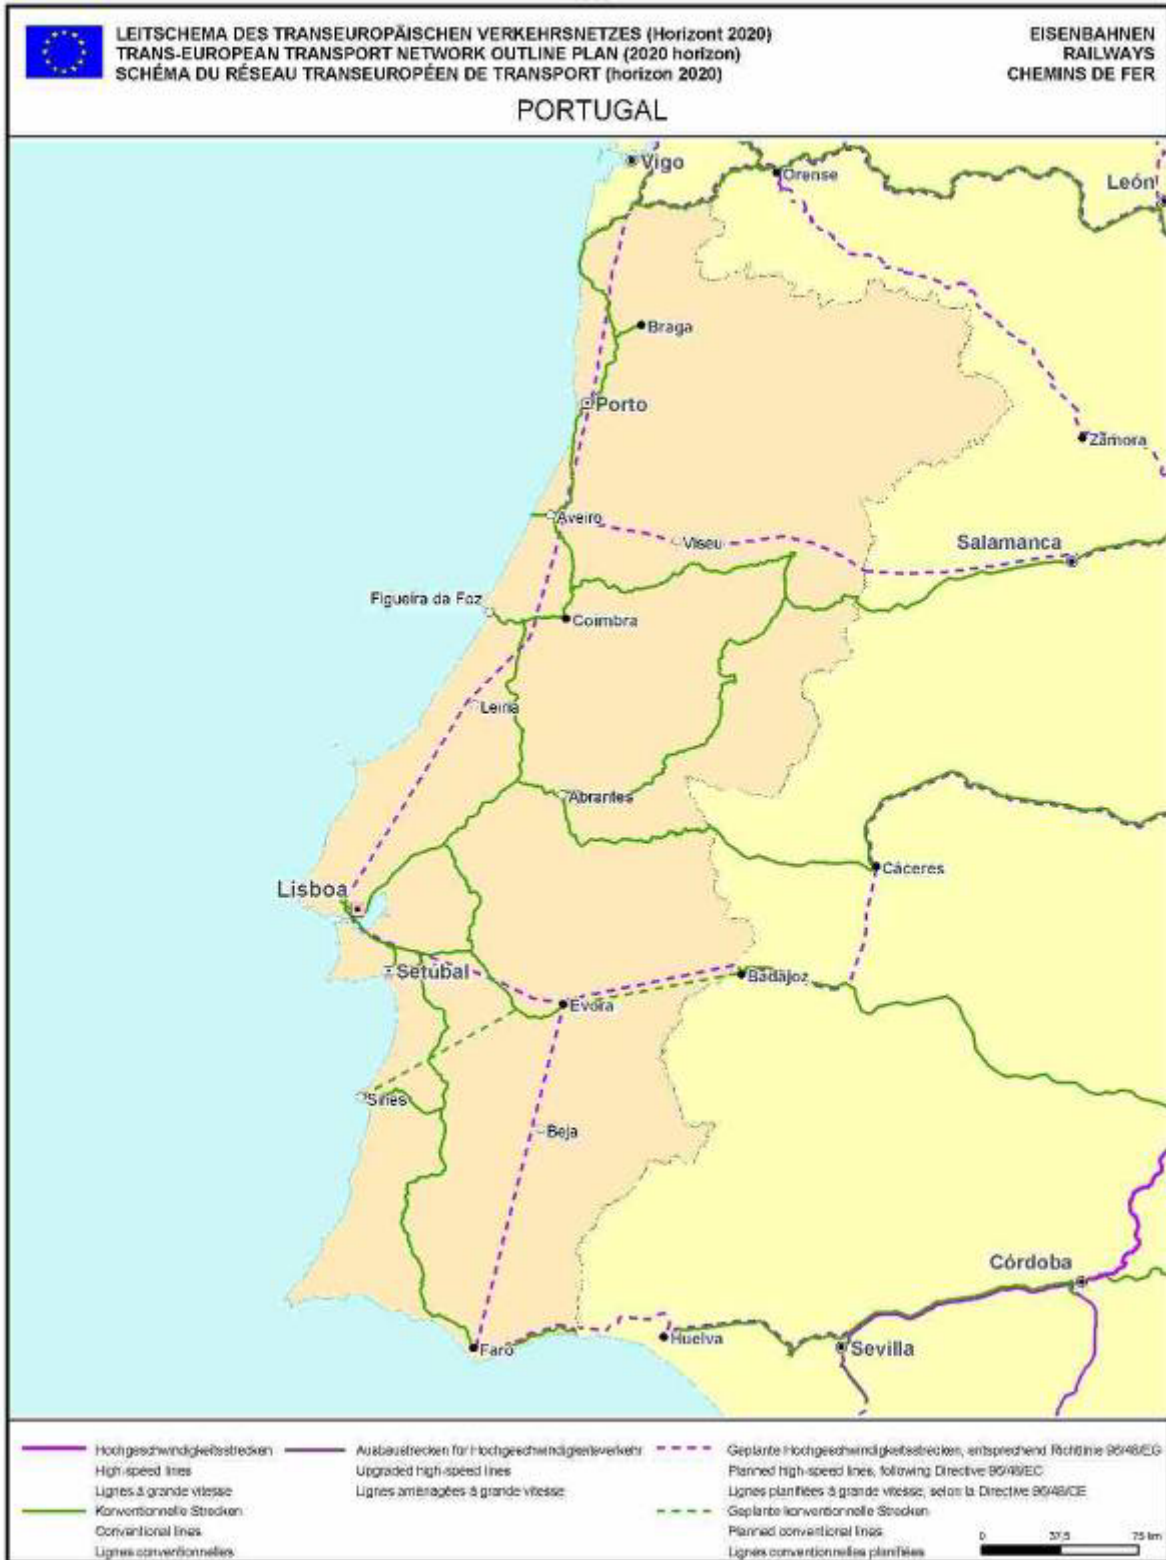 LEITSCHEMA DES TRANSEUROPÄISCHEN VERKEHRSNETZES (Horizont 2020)
TRANS-EUROPEAN TRANSPORT NETWORK OUTLINE PLAN (2020 horizon)
SCHÉMA DU RÉSEAU TRANSEUROPÉEN DE TRANSPORT (horizon 2020)
EISENBAHNEN
RAILWAYS
CHEMINS DE FER
PORTUGAL
Vigo
Orense
León
Braga
Porto
Zamora
Aveiro
Viseu
Salamanca
Figueira da Foz
Coimbra
Leiria
Abrantes
Cáceres
Lisboa
Setúbal
Badajoz
Evora
Sines
Beja
Córdoba
Faro
Huelva
Sevilla
Hochgeschwindigkeitsstrecken
High-speed lines
Lignes à grande vitesse
Konventionnelle Strecken
Conventional lines
Lignes conventionnelles
Ausbaustrecken für Hochgeschwindigkeitsverkehr
Upgraded high-speed lines
Lignes aménagées à grande vitesse
Geplante Hochgeschwindigkeitsstrecken, entsprechend Richtlinie 96/48/EG
Planned high-speed lines, following Directive 96/48/EC
Lignes planifiées à grande vitesse, selon la Directive 96/48/CE
Geplante konventionelle Strecken
Planned conventional lines
Lignes conventionnelles planifiées
0 37,5 75 km